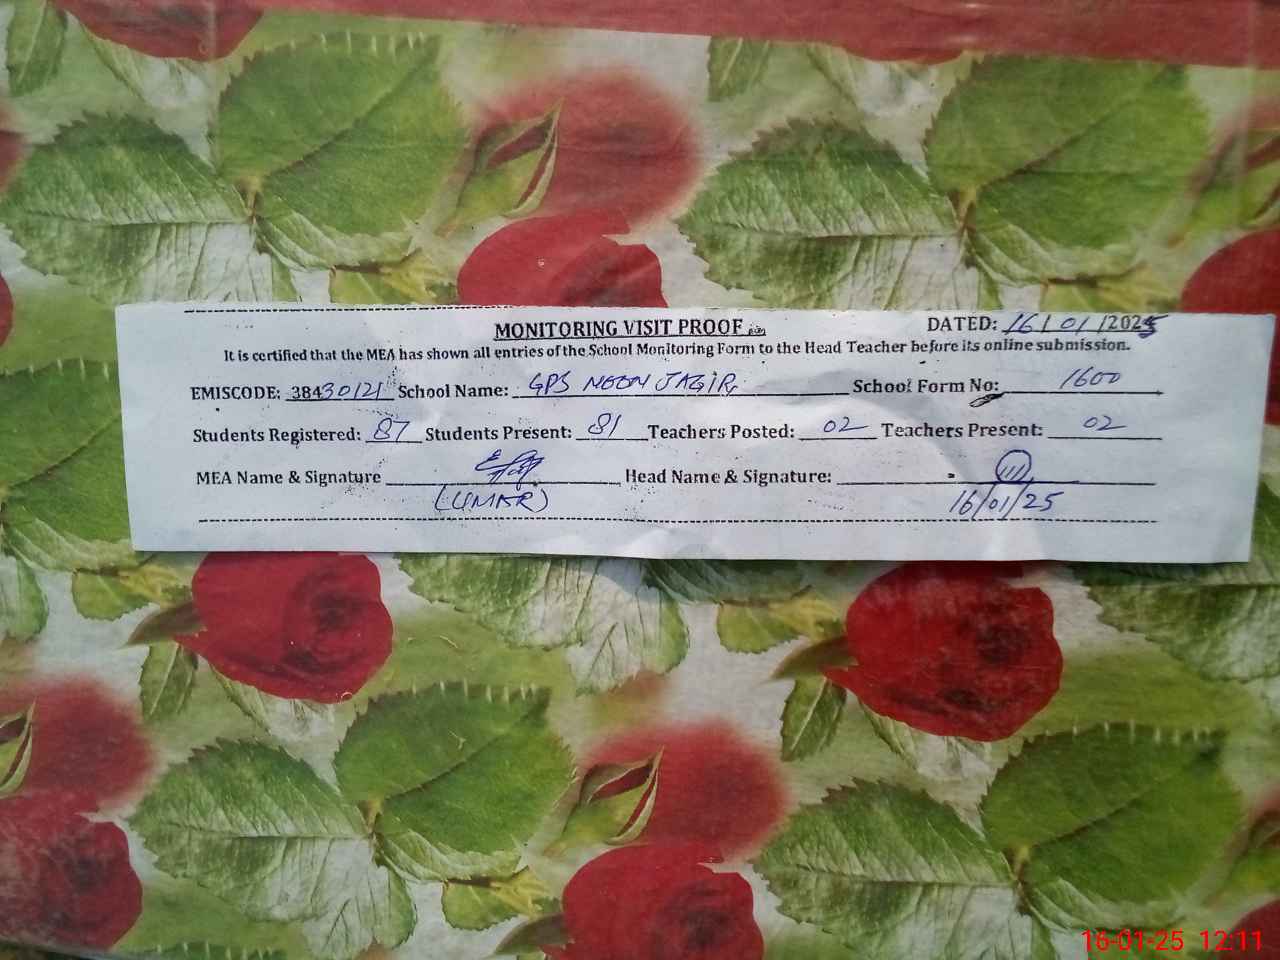 MONITORING VISIT PROOF
DATED: 16/01/2025
It is certified that the MEA has shown all entries of the School Monitoring Form to the Head Teacher before its online submission.
EMISCODE: 38430121 School Name: GPS NOON JAGIR School Form No: 1600
Students Registered: 87 Students Present: 81 Teachers Posted: 02 Teachers Present: 02
MEA Name & Signature Head Name & Signature:
(UMAR) 16/01/25
16-01-25 12:11